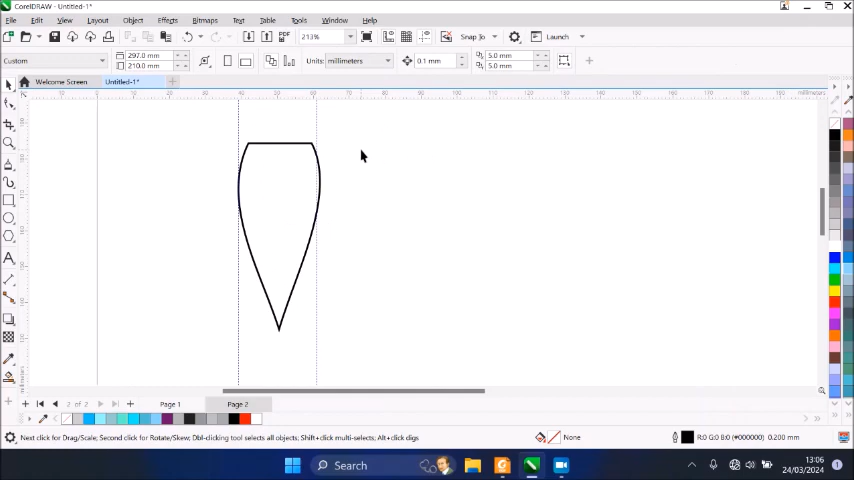 CorelDRAW - Untitled-1*
File Edit View Layout Object Effects Bitmaps Text Table Tools Window Help
PDF 213% Snap To Launch
Custom 297.0 mm 210.0 mm Units: millimeters 0.1 mm 5.0 mm 5.0 mm
Welcome Screen Untitled-1*
millimeters
2 of 2 Page 1 Page 2
Next click for Drag/Scale; Second click for Rotate/Skew; Dbl-clicking tool selects all objects; Shift+click multi-selects; Alt+click digs
None R:0 G:0 B:0 (#000000) 0.200 mm
Search
13:06
24/03/2024